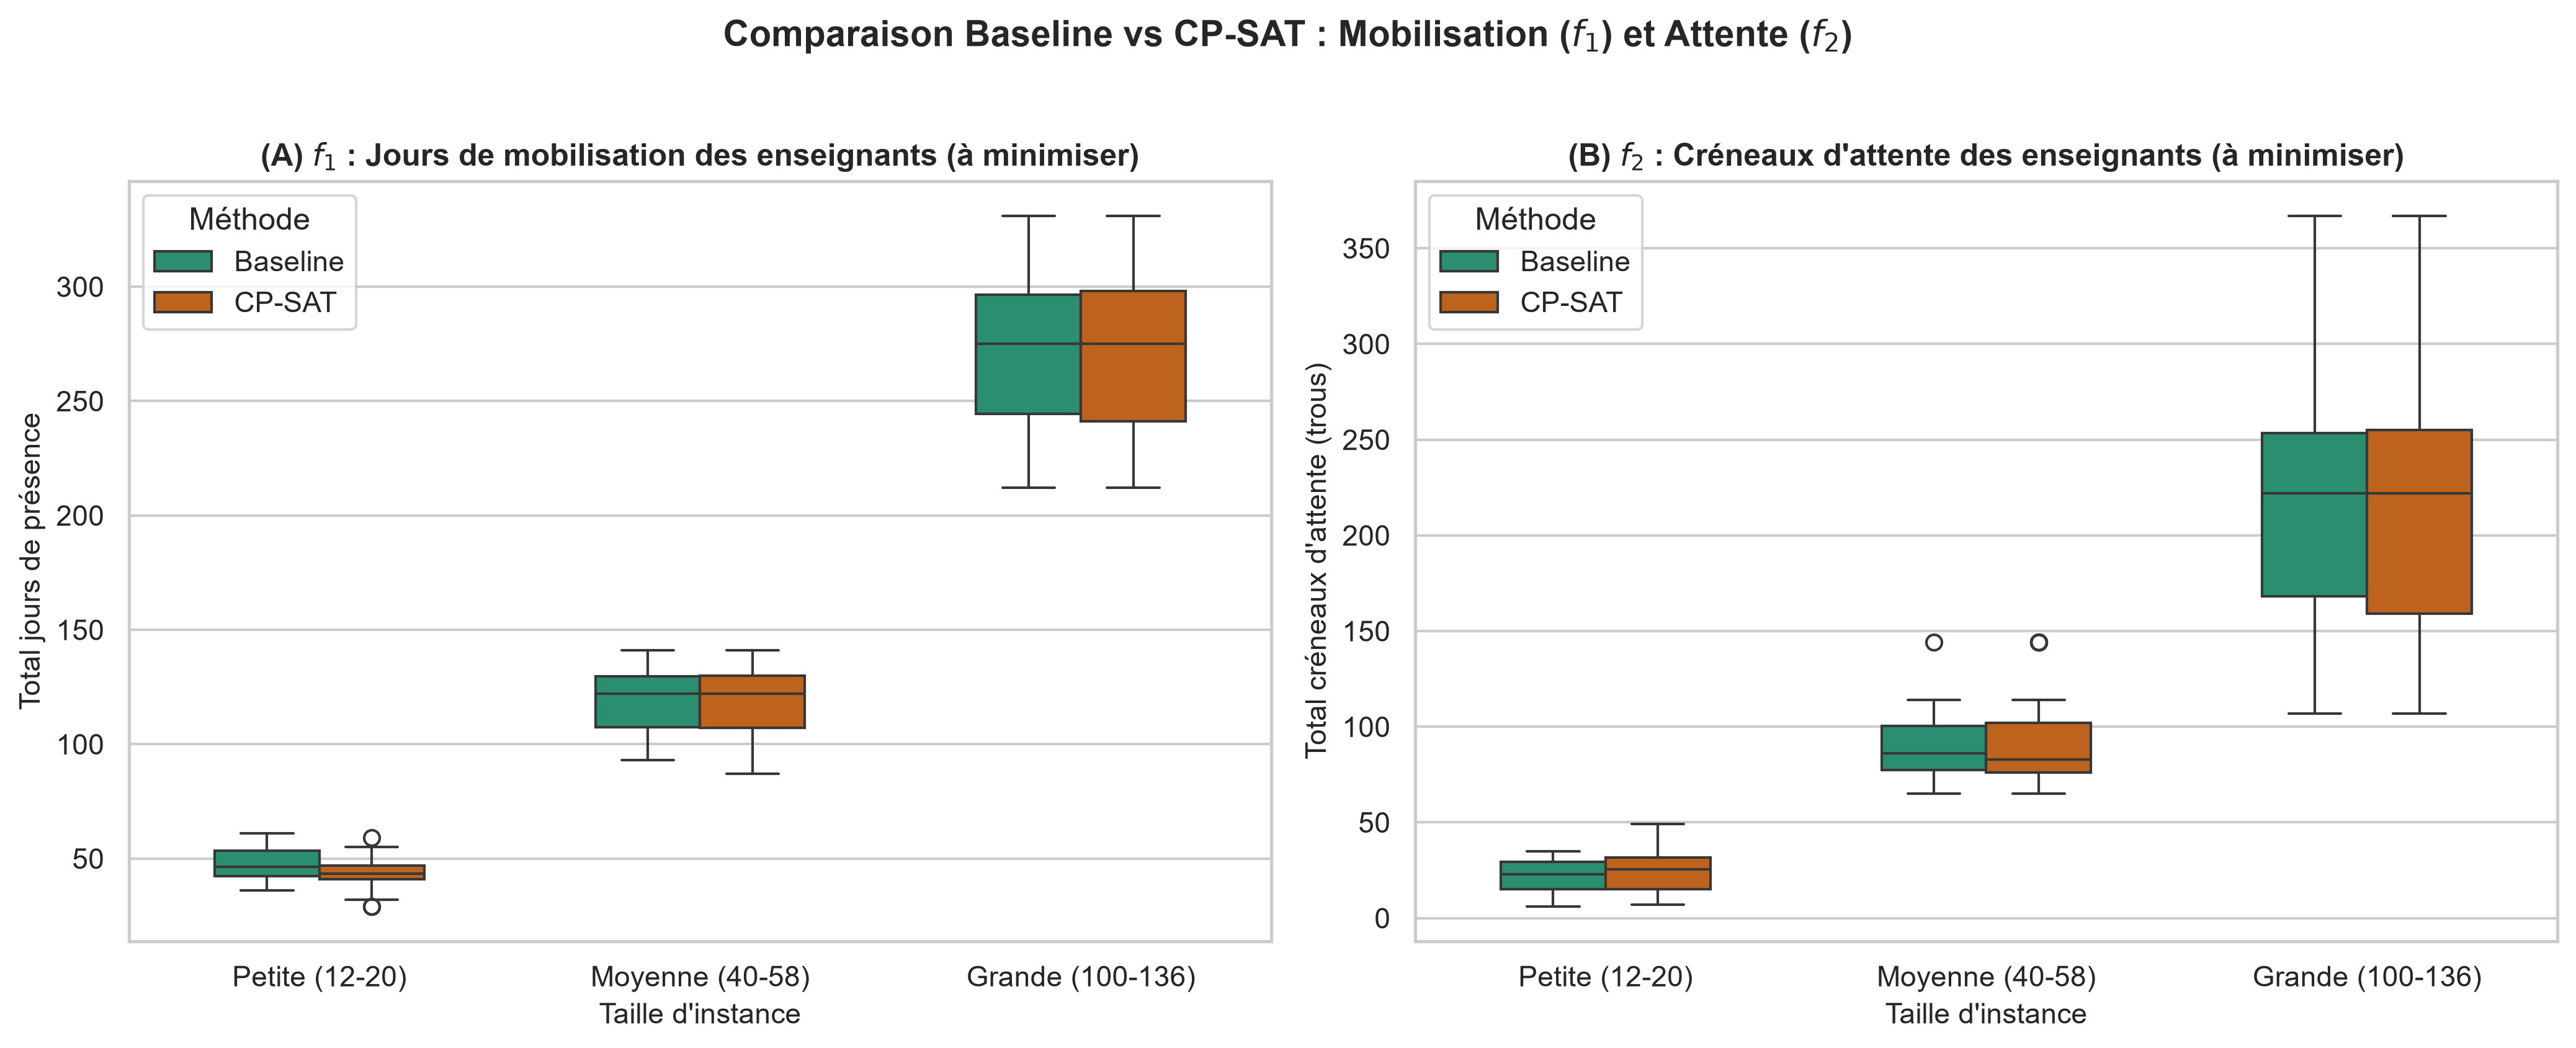 Comparaison Baseline vs CP-SAT : Mobilisation (f₁) et Attente (f₂)
(A) f₁ : Jours de mobilisation des enseignants (à minimiser)
Méthode
Baseline
CP-SAT
Total jours de présence
300
250
200
150
100
50
Petite (12-20)
Moyenne (40-58)
Grande (100-136)
Taille d'instance
(B) f₂ : Créneaux d'attente des enseignants (à minimiser)
Méthode
Baseline
CP-SAT
Total créneaux d'attente (trous)
350
300
250
200
150
100
50
0
Petite (12-20)
Moyenne (40-58)
Grande (100-136)
Taille d'instance